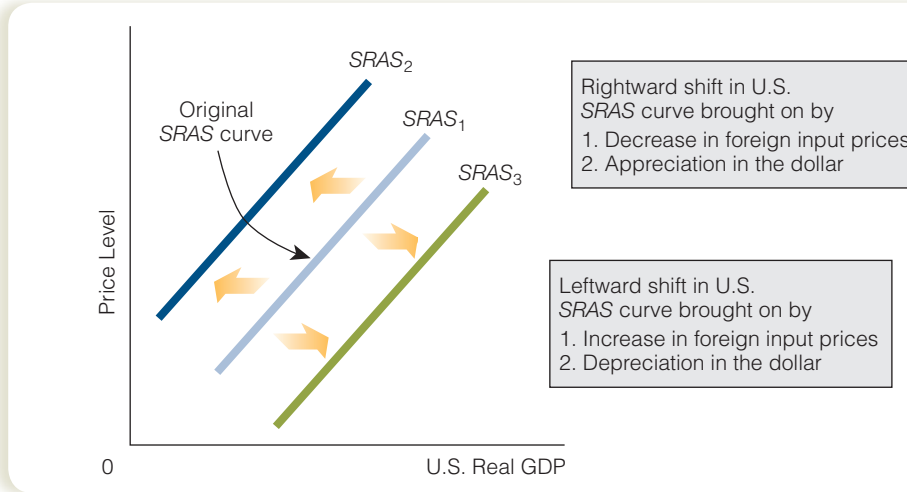 SRAS2
Original
SRAS curve
SRAS1
SRAS3
Price Level
0
U.S. Real GDP
Rightward shift in U.S.
SRAS curve brought on by
1. Decrease in foreign input prices
2. Appreciation in the dollar
Leftward shift in U.S.
SRAS curve brought on by
1. Increase in foreign input prices
2. Depreciation in the dollar